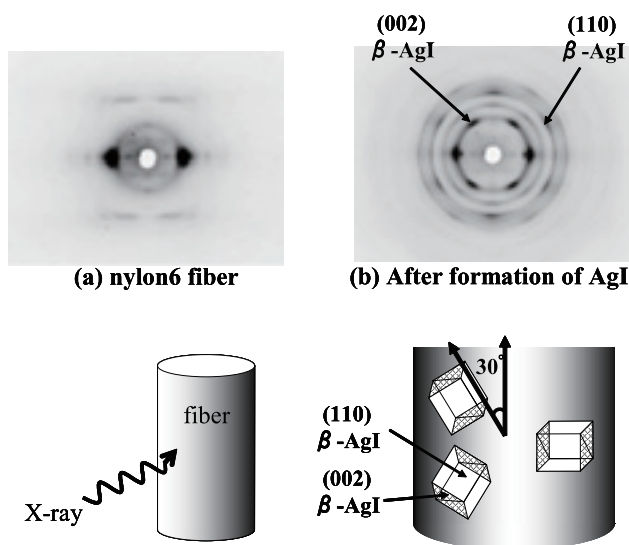 (002)
β-AgI
(110)
β-AgI
(a) nylon6 fiber
(b) After formation of AgI
fiber
X-ray
30°
(110)
β-AgI
(002)
β-AgI